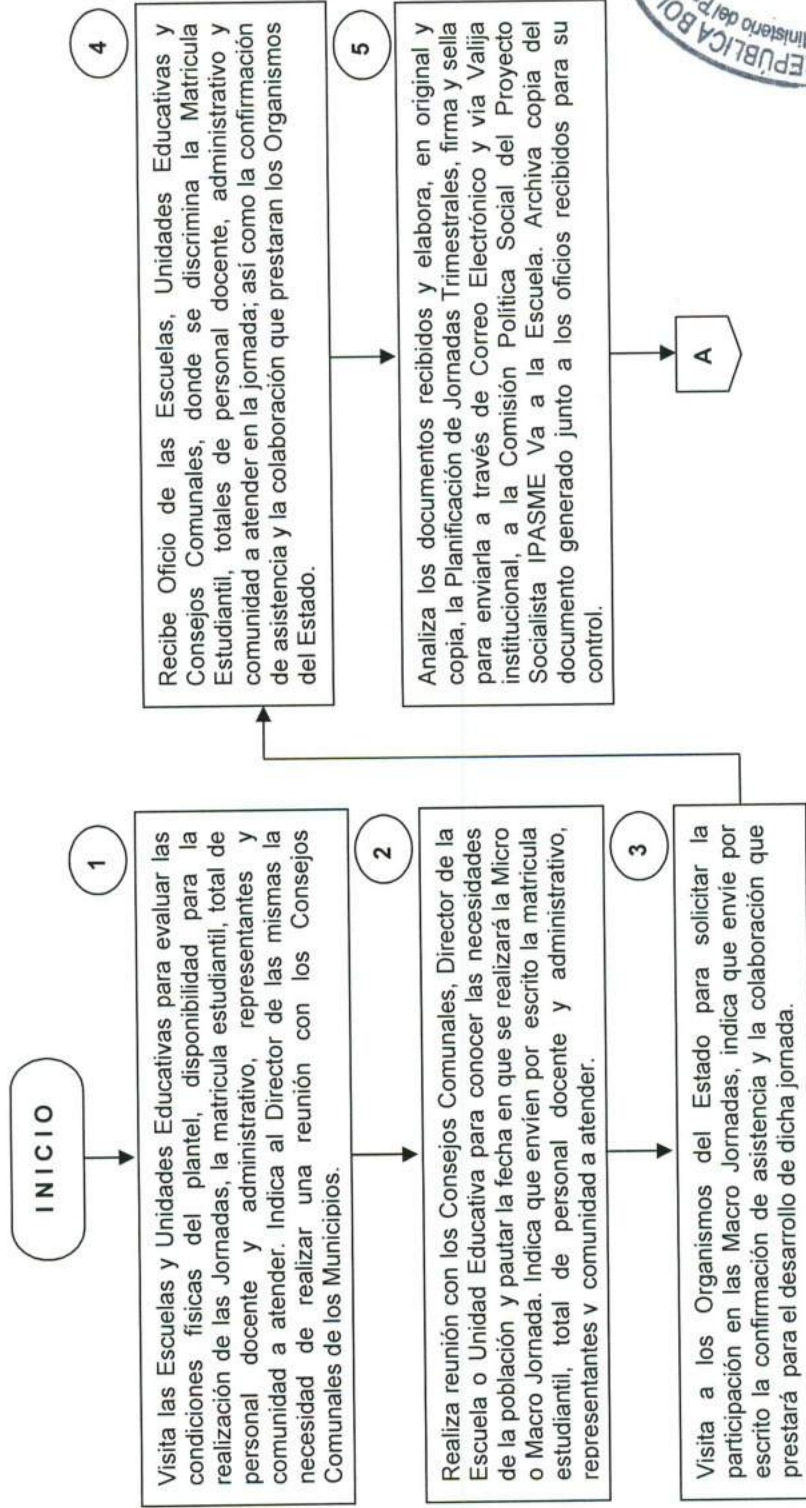 INICIO
1
Visita las Escuelas y Unidades Educativas para evaluar las
condiciones físicas del plantel, disponibilidad para la
realización de las Jornadas, la matricula estudiantil, total de
personal docente y administrativo, representantes y
comunidad a atender. Indica al Director de las mismas la
necesidad de realizar una reunión con los Consejos
Comunales de los Municipios.
2
Realiza reunión con los Consejos Comunales, Director de la
Escuela o Unidad Educativa para conocer las necesidades
de la población y pautar la fecha en que se realizará la Micro
o Macro Jornada. Indica que envíen por escrito la matricula
estudiantil, total de personal docente y administrativo,
representantes y comunidad a atender.
3
Visita a los Organismos del Estado para solicitar la
participación en las Macro Jornadas, indica que envíe por
escrito la confirmación de asistencia y la colaboración que
prestará para el desarrollo de dicha jornada.
4
Recibe Oficio de las Escuelas, Unidades Educativas y
Consejos Comunales, donde se discrimina la Matricula
Estudiantil, totales de personal docente, administrativo y
comunidad a atender en la jornada; así como la confirmación
de asistencia y la colaboración que prestaran los Organismos
del Estado.
5
Analiza los documentos recibidos y elabora, en original y
copia, la Planificación de Jornadas Trimestrales, firma y sella
para enviarla a través de Correo Electrónico y vía Valija
institucional, a la Comisión Política Social del Proyecto
Socialista IPASME Va a la Escuela. Archiva copia del
documento generado junto a los oficios recibidos para su
control.
A